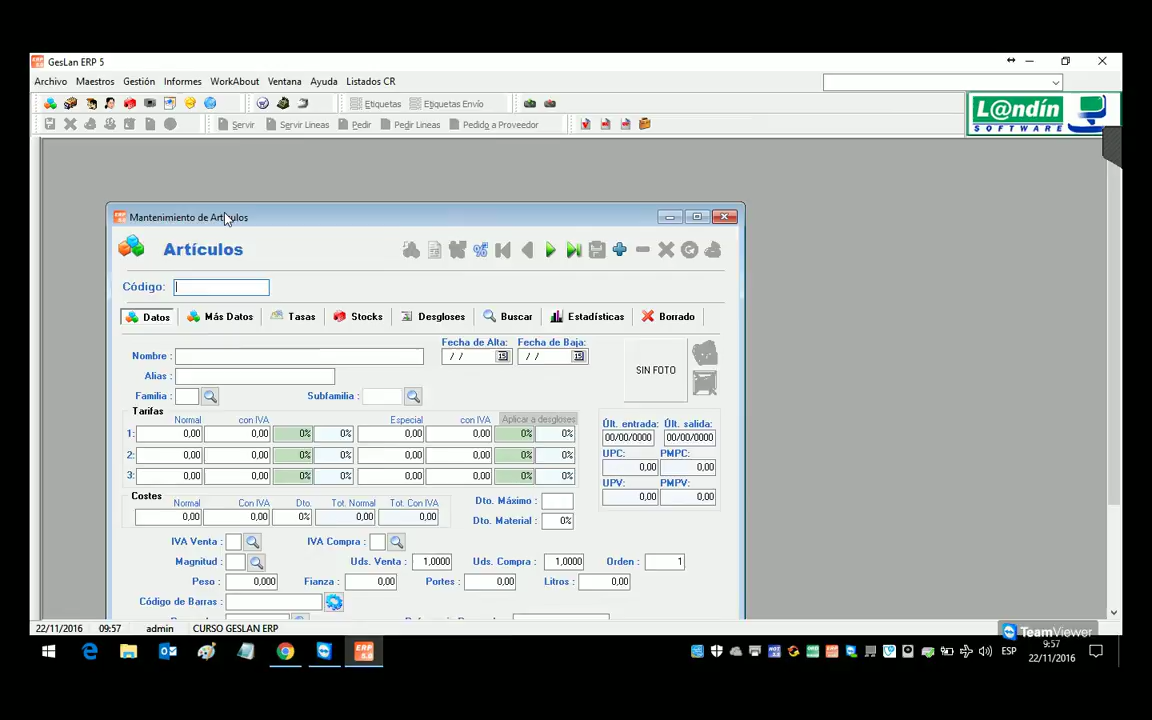 GesLan ERP 5
Archivo Maestros Gestión Informes WorkAbout Ventana Ayuda Listados CR
Etiquetas Etiquetas Envío
Servir Servir Lineas Pedir Pedir Lineas Pedido a Proveedor
L@ndín
SOFTWARE
Mantenimiento de Artículos
Artículos
Código:
Datos Más Datos Tasas Stocks Desgloses Buscar Estadísticas Borrado
Fecha de Alta: Fecha de Baja:
Nombre : / / 15 / / 15
SIN FOTO
Alias :
Familia : Subfamilia :
Tarifas
Normal con IVA Especial con IVA Aplicar a desgloses
1: 0,00 0,00 0% 0% 0,00 0,00 0% 0%
2: 0,00 0,00 0% 0% 0,00 0,00 0% 0%
3: 0,00 0,00 0% 0% 0,00 0,00 0% 0%
Últ. entrada: Últ. salida:
00/00/0000 00/00/0000
UPC: PMPC:
0,00 0,00
UPV: PMPV:
0,00 0,00
Costes
Normal Con IVA Dto. Tot. Normal Tot. Con IVA
0,00 0,00 0% 0,00 0,00
Dto. Máximo :
Dto. Material : 0%
IVA Venta : IVA Compra :
Magnitud : Uds. Venta : 1,0000 Uds. Compra : 1,0000 Orden : 1
Peso : 0,000 Fianza : 0,00 Portes : 0,00 Litros : 0,00
Código de Barras :
22/11/2016 09:57 admin CURSO GESLAN ERP
TeamViewer
ESP
9:57
22/11/2016